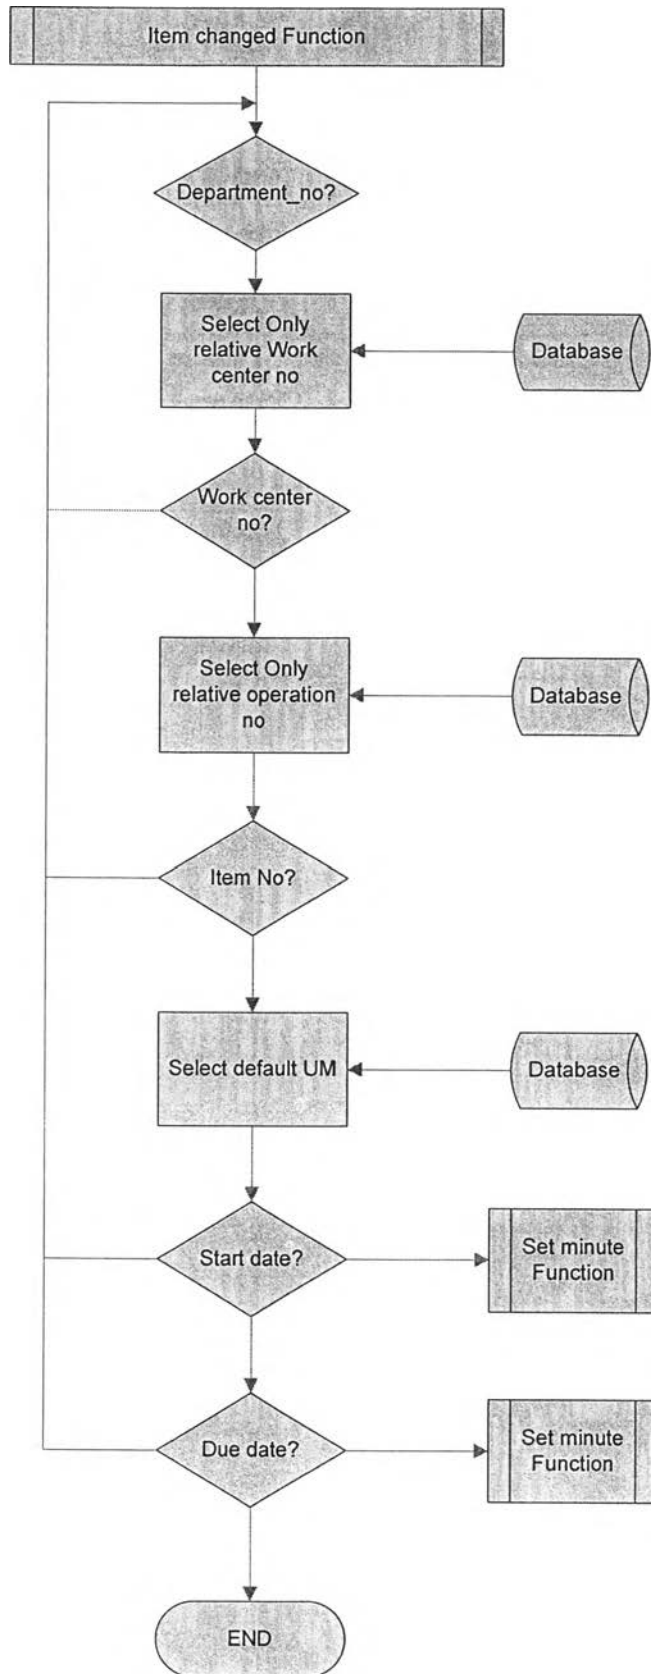 Item changed Function
Department_no?
Select Only
relative Work
center no
Database
Work center
no?
Select Only
relative operation
no
Database
Item No?
Select default UM
Database
Start date?
Set minute
Function
Due date?
Set minute
Function
END